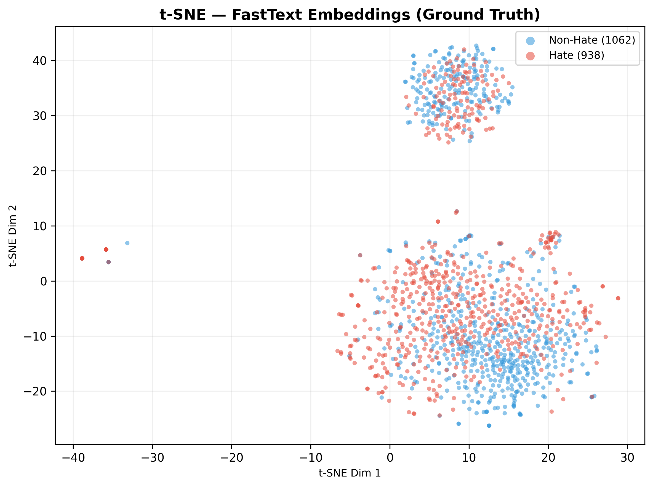 t-SNE — FastText Embeddings (Ground Truth)
Non-Hate (1062)
Hate (938)
t-SNE Dim 2
40
30
20
10
0
−10
−20
−40 −30 −20 −10 0 10 20 30
t-SNE Dim 1